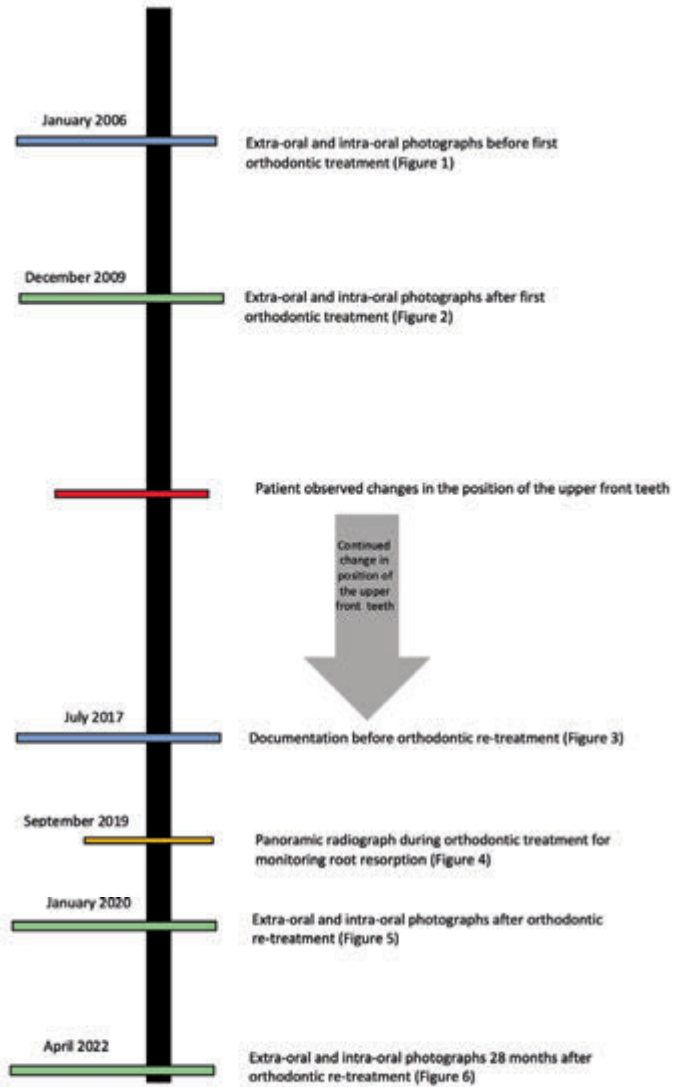 January 2006
Extra-oral and intra-oral photographs before first
orthodontic treatment (Figure 1)
December 2009
Extra-oral and intra-oral photographs after first
orthodontic treatment (Figure 2)
Patient observed changes in the position of the upper front teeth
Continued
change in
position of
the upper
front teeth
July 2017
Documentation before orthodontic re-treatment (Figure 3)
September 2019
Panoramic radiograph during orthodontic treatment for
monitoring root resorption (Figure 4)
January 2020
Extra-oral and intra-oral photographs after orthodontic
re-treatment (Figure 5)
April 2022
Extra-oral and intra-oral photographs 28 months after
orthodontic re-treatment (Figure 6)